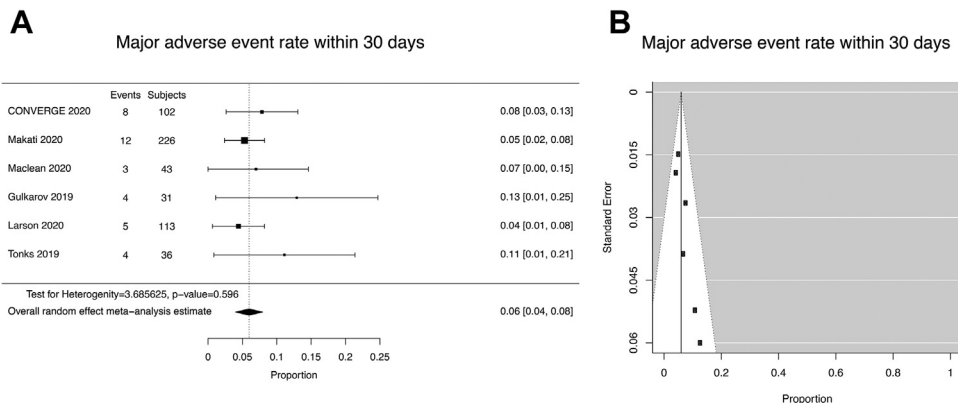 A
Major adverse event rate within 30 days
Events Subjects
CONVERGE 2020 8 102 0.08 [0.03, 0.13]
Makati 2020 12 226 0.05 [0.02, 0.08]
Maclean 2020 3 43 0.07 [0.00, 0.15]
Gulkarov 2019 4 31 0.13 [0.01, 0.25]
Larson 2020 5 113 0.04 [0.01, 0.08]
Tonks 2019 4 36 0.11 [0.01, 0.21]
Test for Heterogenity=3.685625, p-value=0.596
Overall random effect meta-analysis estimate 0.06 [0.04, 0.08]
0 0.05 0.1 0.15 0.2 0.25
Proportion
B
Major adverse event rate within 30 days
Standard Error
0
0.015
0.03
0.045
0.06
0 0.2 0.4 0.6 0.8 1
Proportion